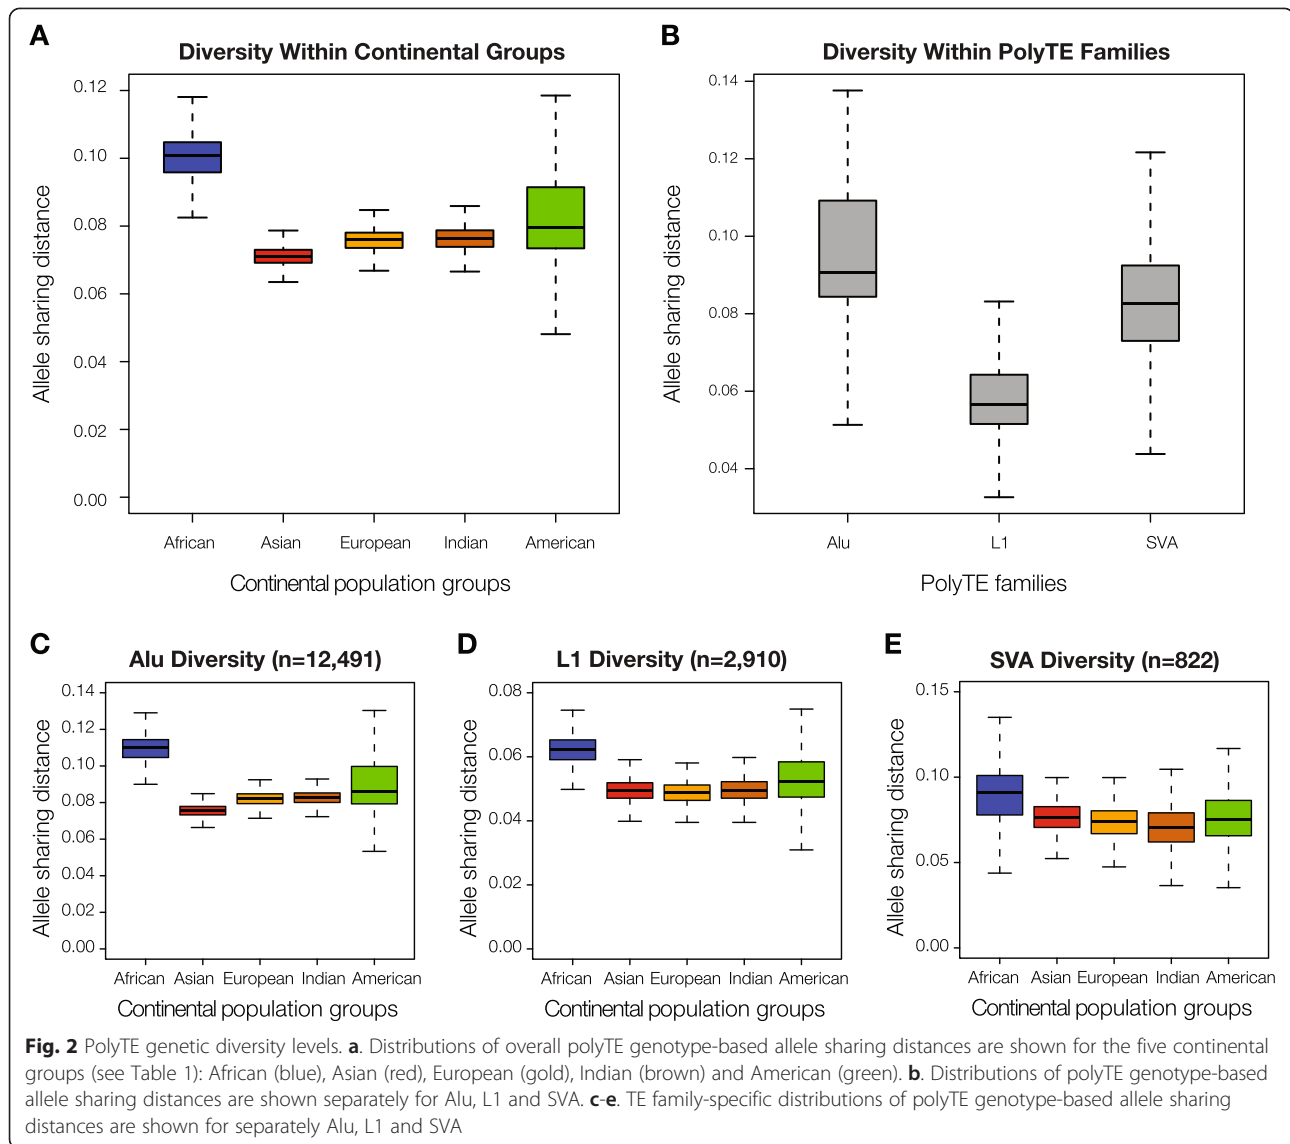 A
Diversity Within Continental Groups
Allele sharing distance
0.12
0.10
0.08
0.06
0.04
0.02
0.00
African Asian European Indian American
Continental population groups
B
Diversity Within PolyTE Families
Allele sharing distance
0.14
0.12
0.10
0.08
0.06
0.04
Alu L1 SVA
PolyTE families
C
Alu Diversity (n=12,491)
Allele sharing distance
0.14
0.12
0.10
0.08
0.06
0.04
0.02
0.00
African Asian European Indian American
Continental population groups
D
L1 Diversity (n=2,910)
Allele sharing distance
0.08
0.06
0.04
0.02
0.00
African Asian European Indian American
Continental population groups
E
SVA Diversity (n=822)
Allele sharing distance
0.15
0.10
0.05
0.00
African Asian European Indian American
Continental population groups
Fig. 2 PolyTE genetic diversity levels. a. Distributions of overall polyTE genotype-based allele sharing distances are shown for the five continental
groups (see Table 1): African (blue), Asian (red), European (gold), Indian (brown) and American (green). b. Distributions of polyTE genotype-based
allele sharing distances are shown separately for Alu, L1 and SVA. c-e. TE family-specific distributions of polyTE genotype-based allele sharing
distances are shown for separately Alu, L1 and SVA